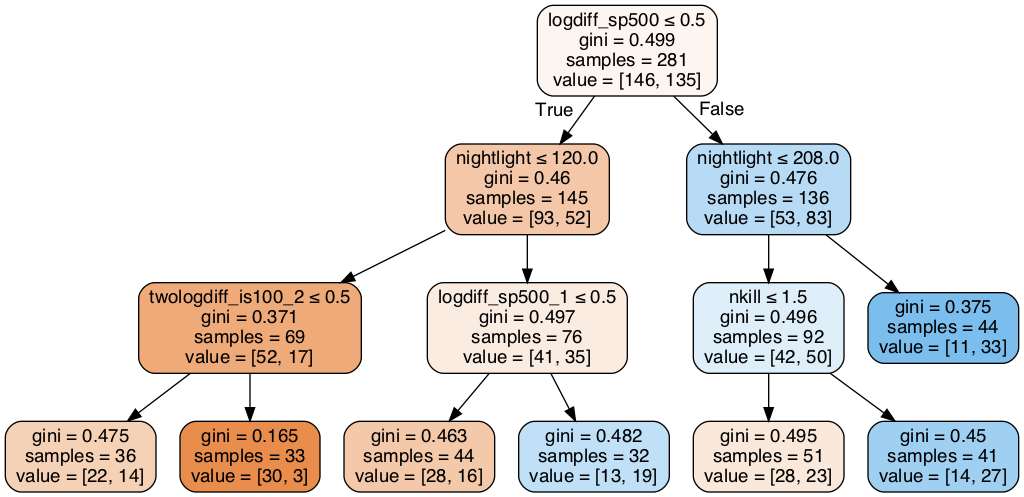 logdiff_sp500 ≤ 0.5
gini = 0.499
samples = 281
value = [146, 135]
True
False
nightlight ≤ 120.0
gini = 0.46
samples = 145
value = [93, 52]
nightlight ≤ 208.0
gini = 0.476
samples = 136
value = [53, 83]
twologdiff_is100_2 ≤ 0.5
gini = 0.371
samples = 69
value = [52, 17]
logdiff_sp500_1 ≤ 0.5
gini = 0.497
samples = 76
value = [41, 35]
nkill ≤ 1.5
gini = 0.496
samples = 92
value = [42, 50]
gini = 0.375
samples = 44
value = [11, 33]
gini = 0.475
samples = 36
value = [22, 14]
gini = 0.165
samples = 33
value = [30, 3]
gini = 0.463
samples = 44
value = [28, 16]
gini = 0.482
samples = 32
value = [13, 19]
gini = 0.495
samples = 51
value = [28, 23]
gini = 0.45
samples = 41
value = [14, 27]